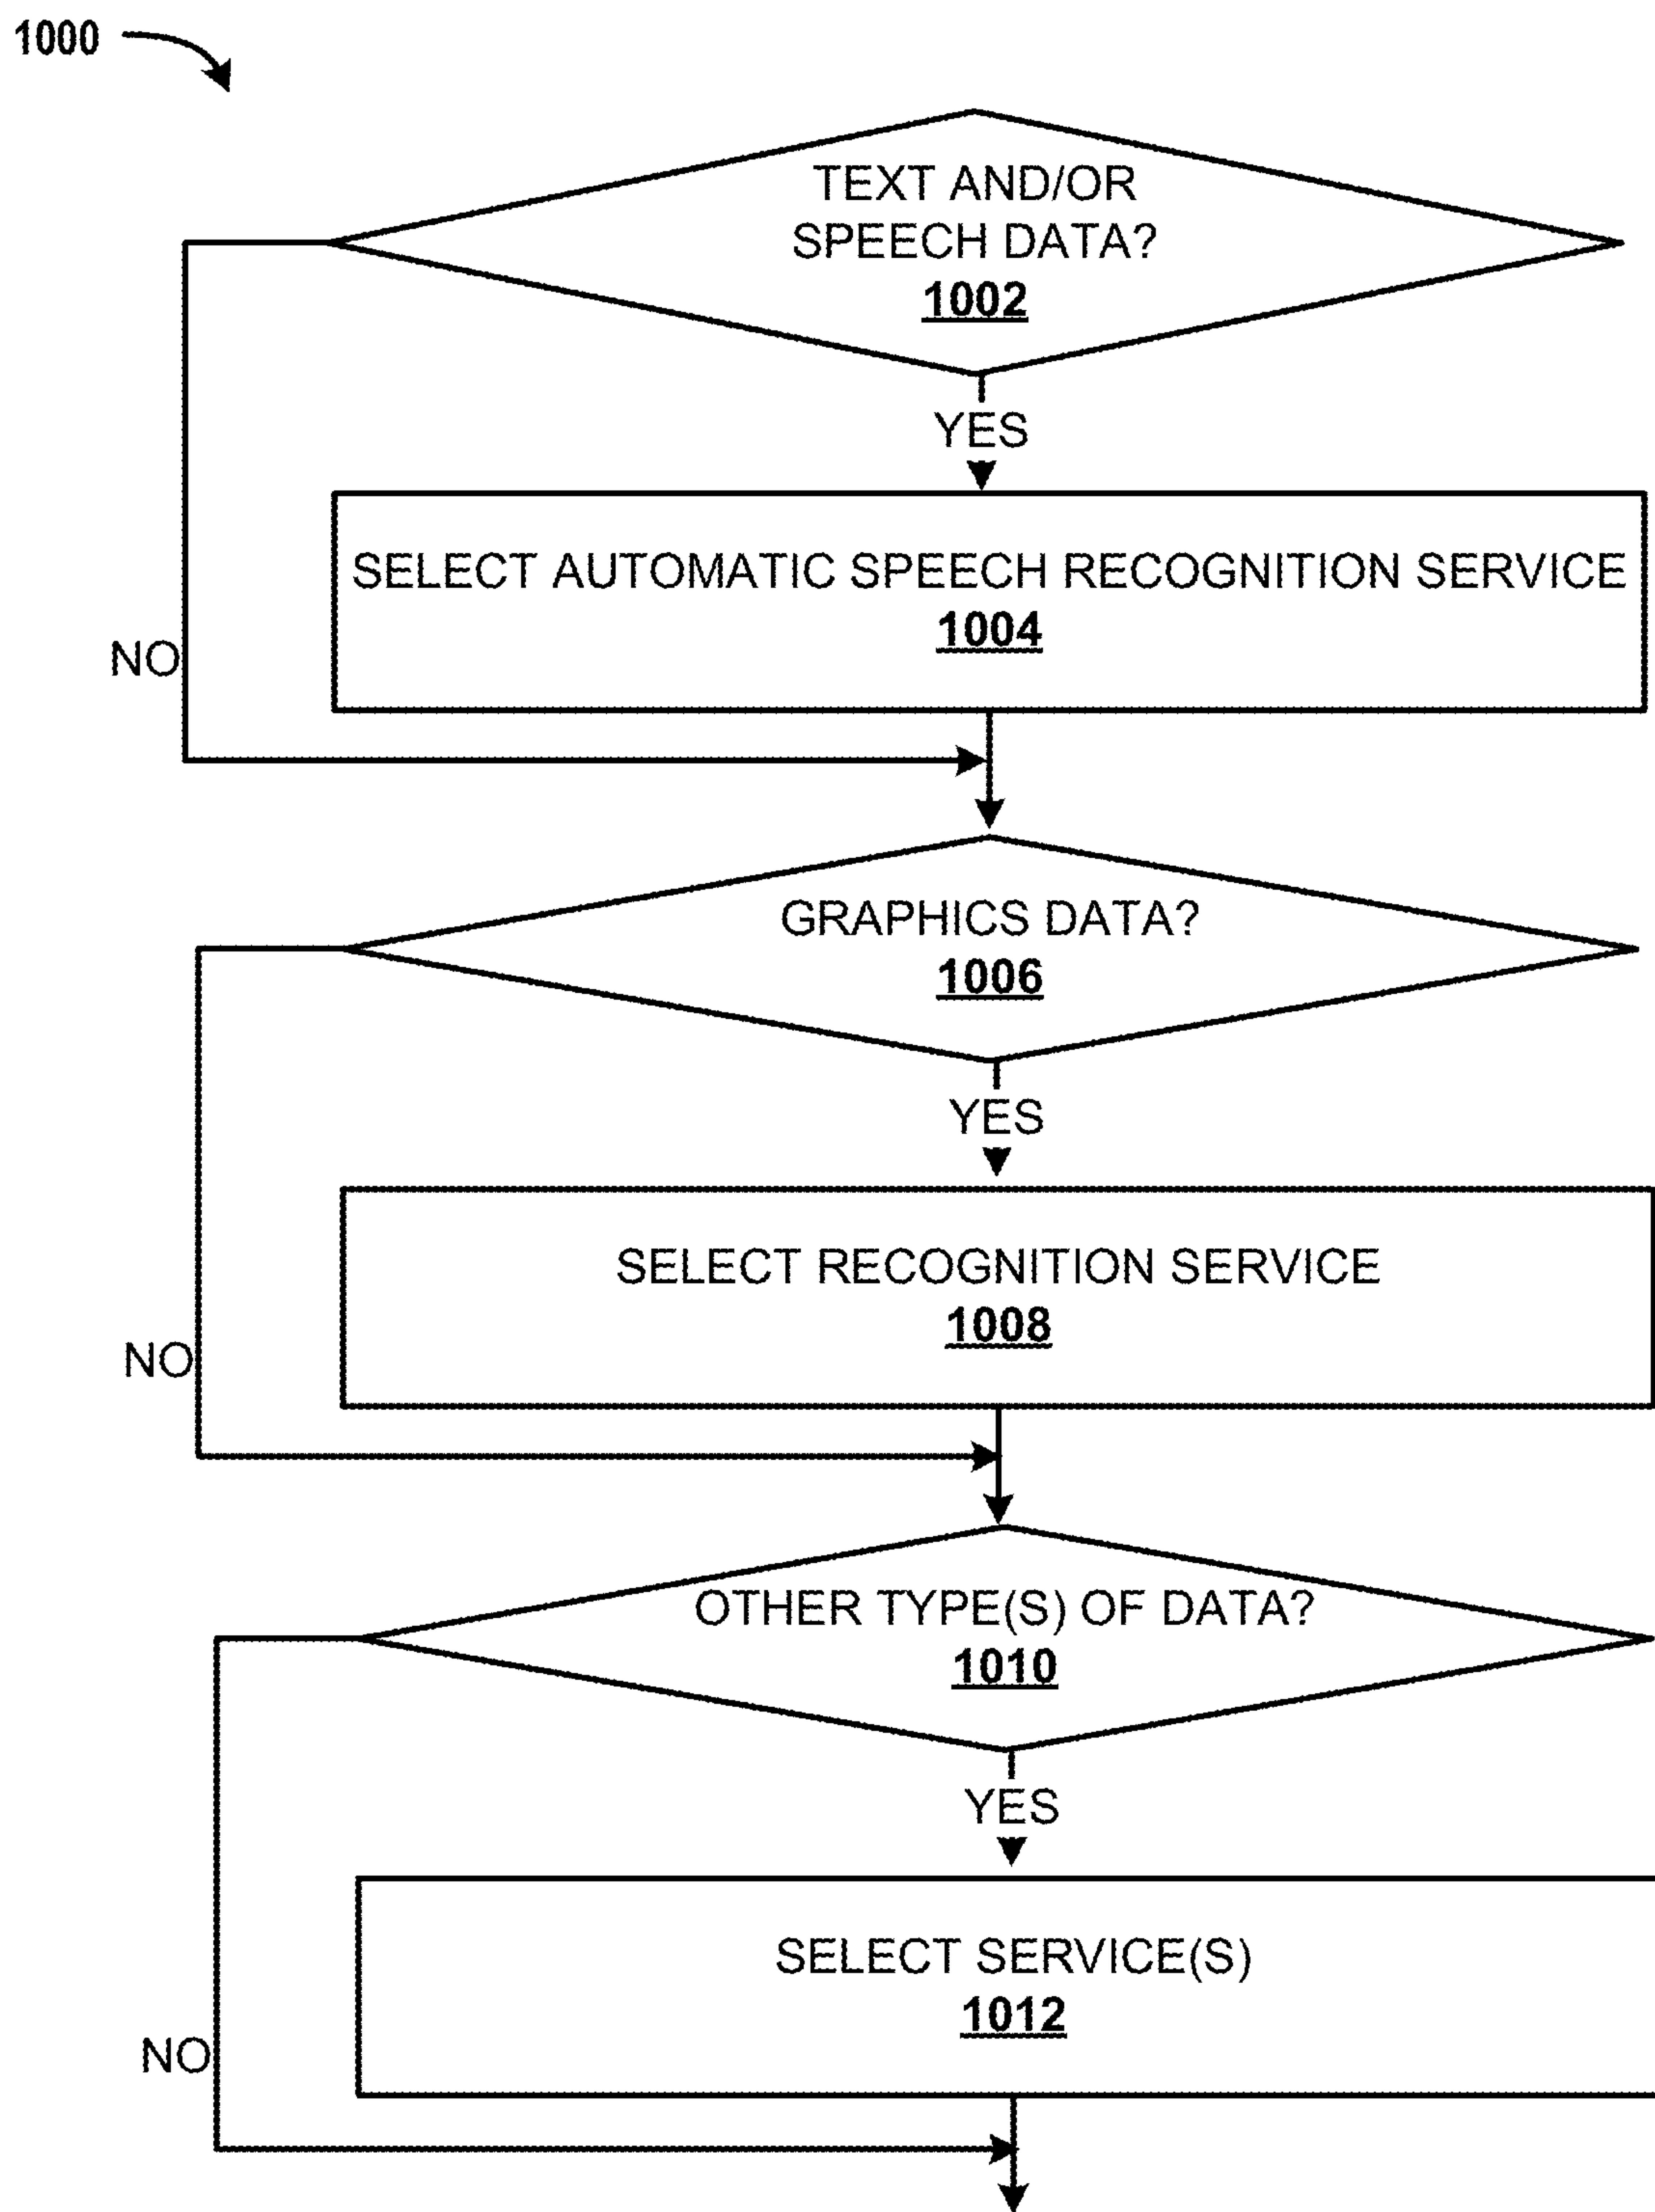 1000
TEXT AND/OR
SPEECH DATA?
1002
YES
SELECT AUTOMATIC SPEECH RECOGNITION SERVICE
1004
NO
GRAPHICS DATA?
1006
YES
SELECT RECOGNITION SERVICE
1008
NO
OTHER TYPE(S) OF DATA?
1010
YES
SELECT SERVICE(S)
1012
NO